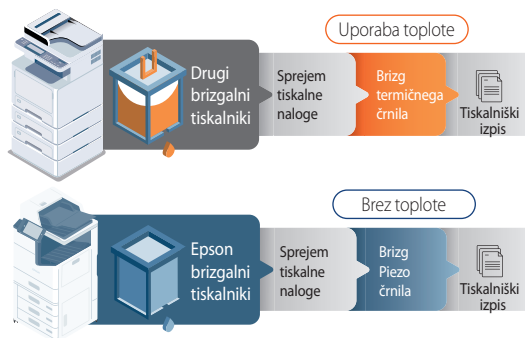 Uporaba toplote
Drugi
brizgalni
tiskalniki
Sprejem
tiskalne
naloge
Brizg
termičnega
črnila
Tiskalniški
izpis
Brez toplote
Epson
brizgalni
tiskalniki
Sprejem
tiskalne
naloge
Brizg
Piezo
črnila
Tiskalniški
izpis